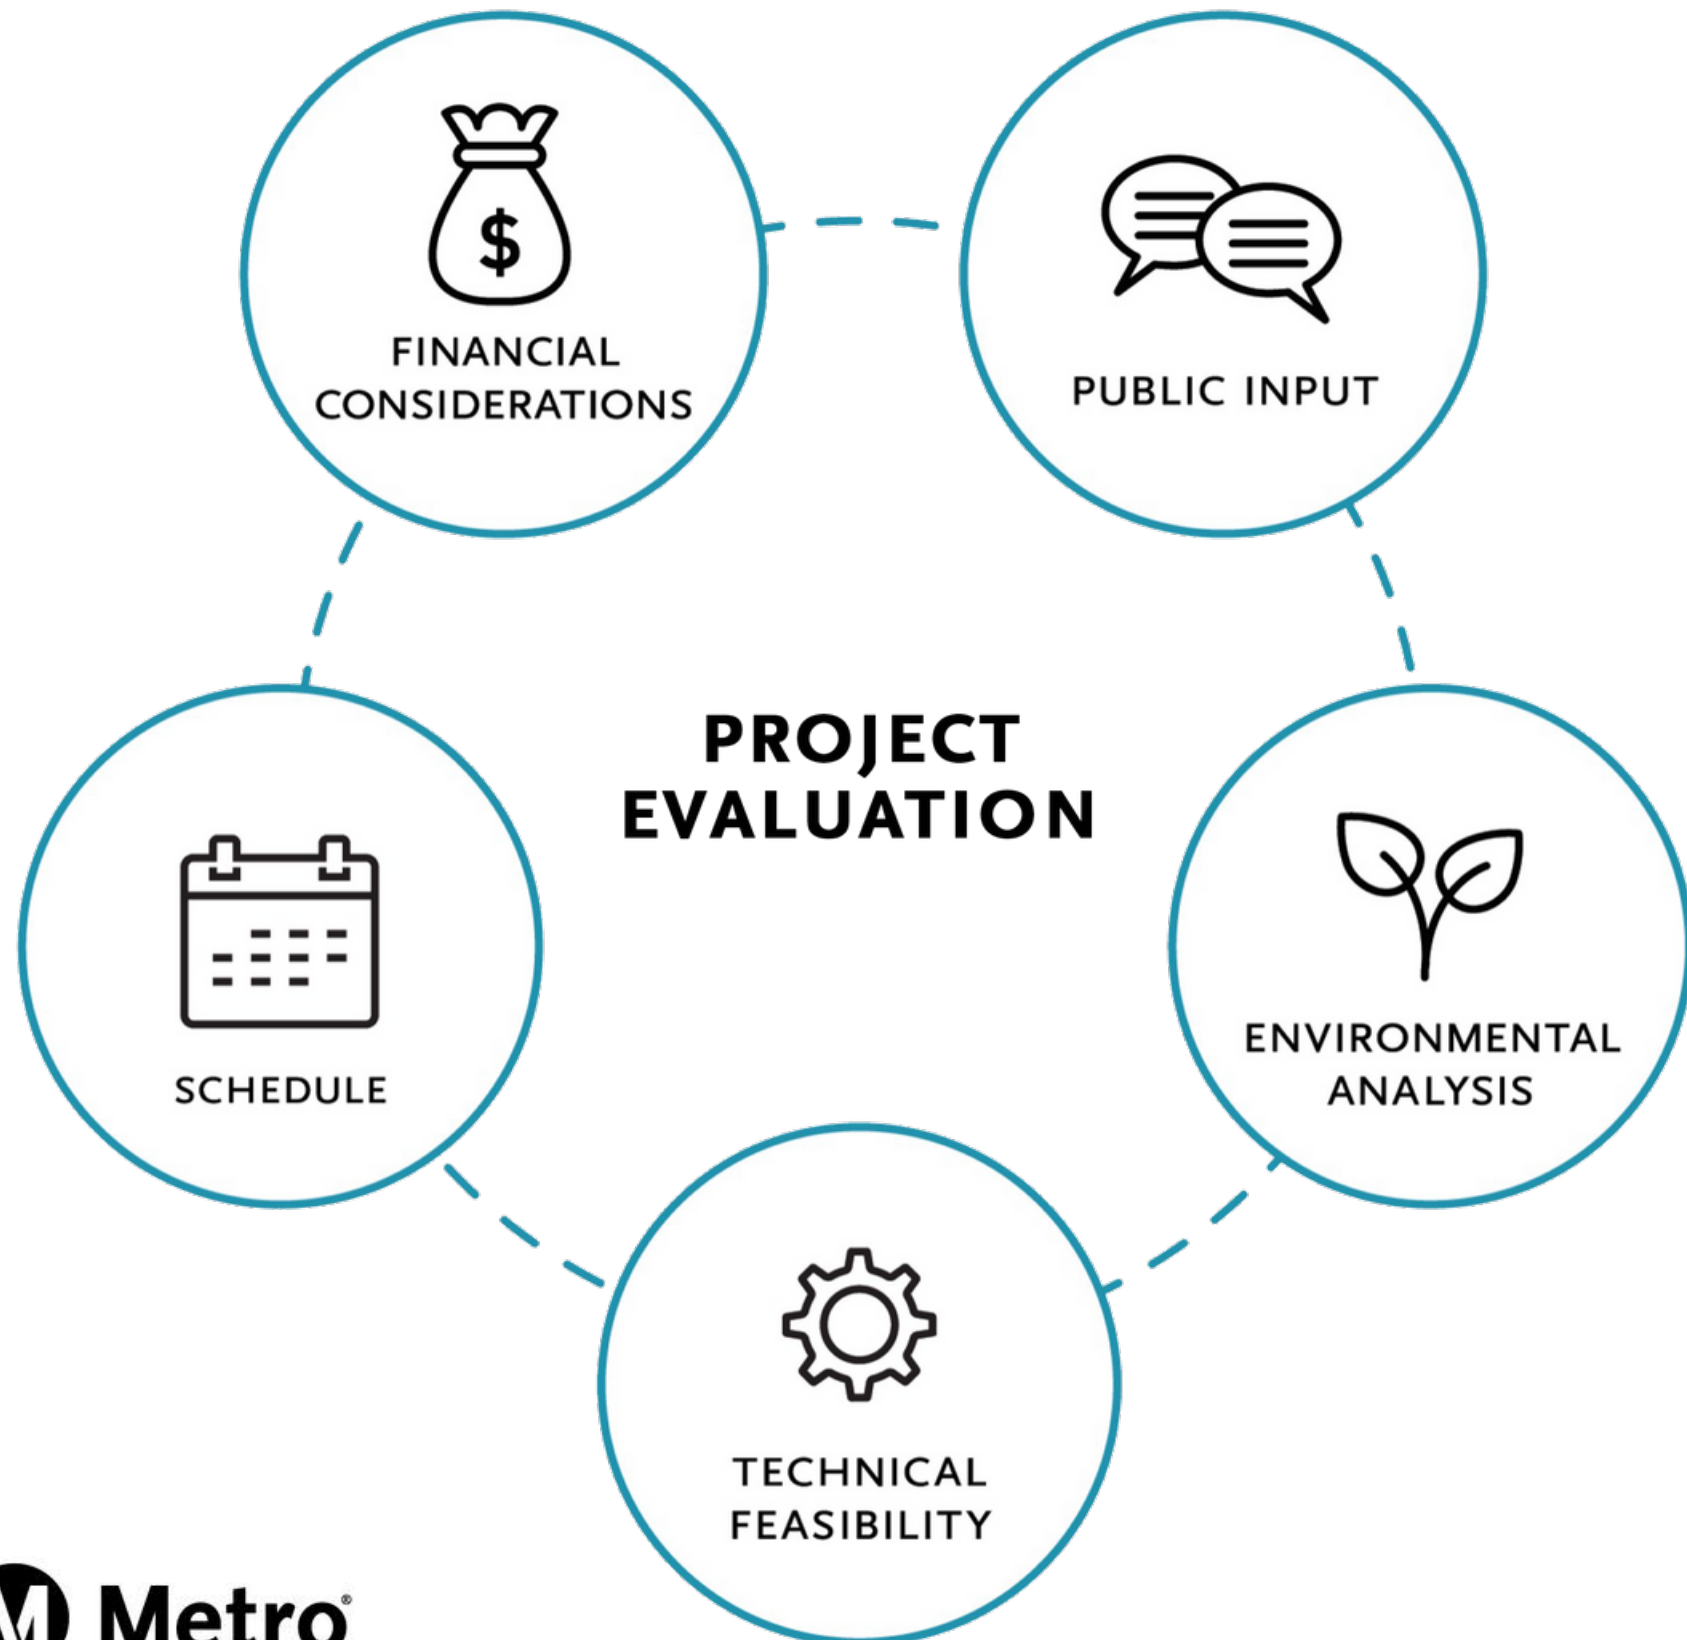 FINANCIAL
CONSIDERATIONS
$
PUBLIC INPUT
PROJECT
EVALUATION
SCHEDULE
ENVIRONMENTAL
ANALYSIS
TECHNICAL
FEASIBILITY
M Metro®